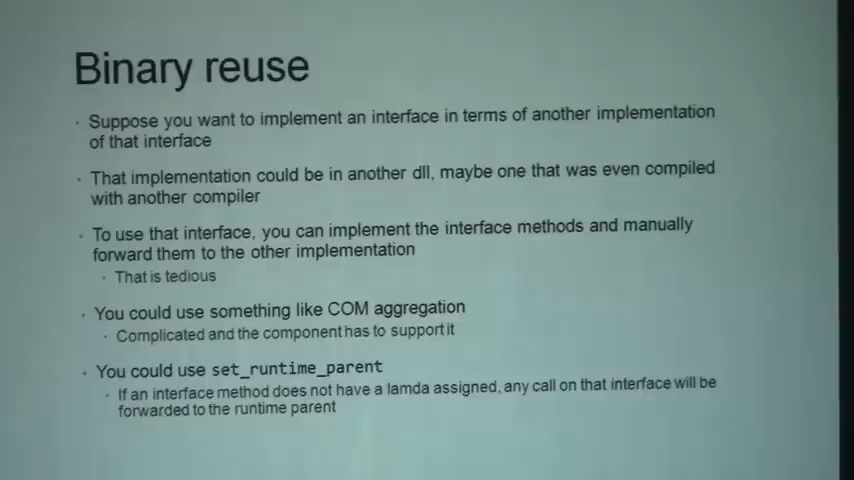 Binary reuse
Suppose you want to implement an interface in terms of another implementation
of that interface
That implementation could be in another dll, maybe one that was even compiled
with another compiler
To use that interface, you can implement the interface methods and manually
forward them to the other implementation
That is tedious
You could use something like COM aggregation
Complicated and the component has to support it
You could use set_runtime_parent
If an interface method does not have a lamda assigned, any call on that interface will be
forwarded to the runtime parent